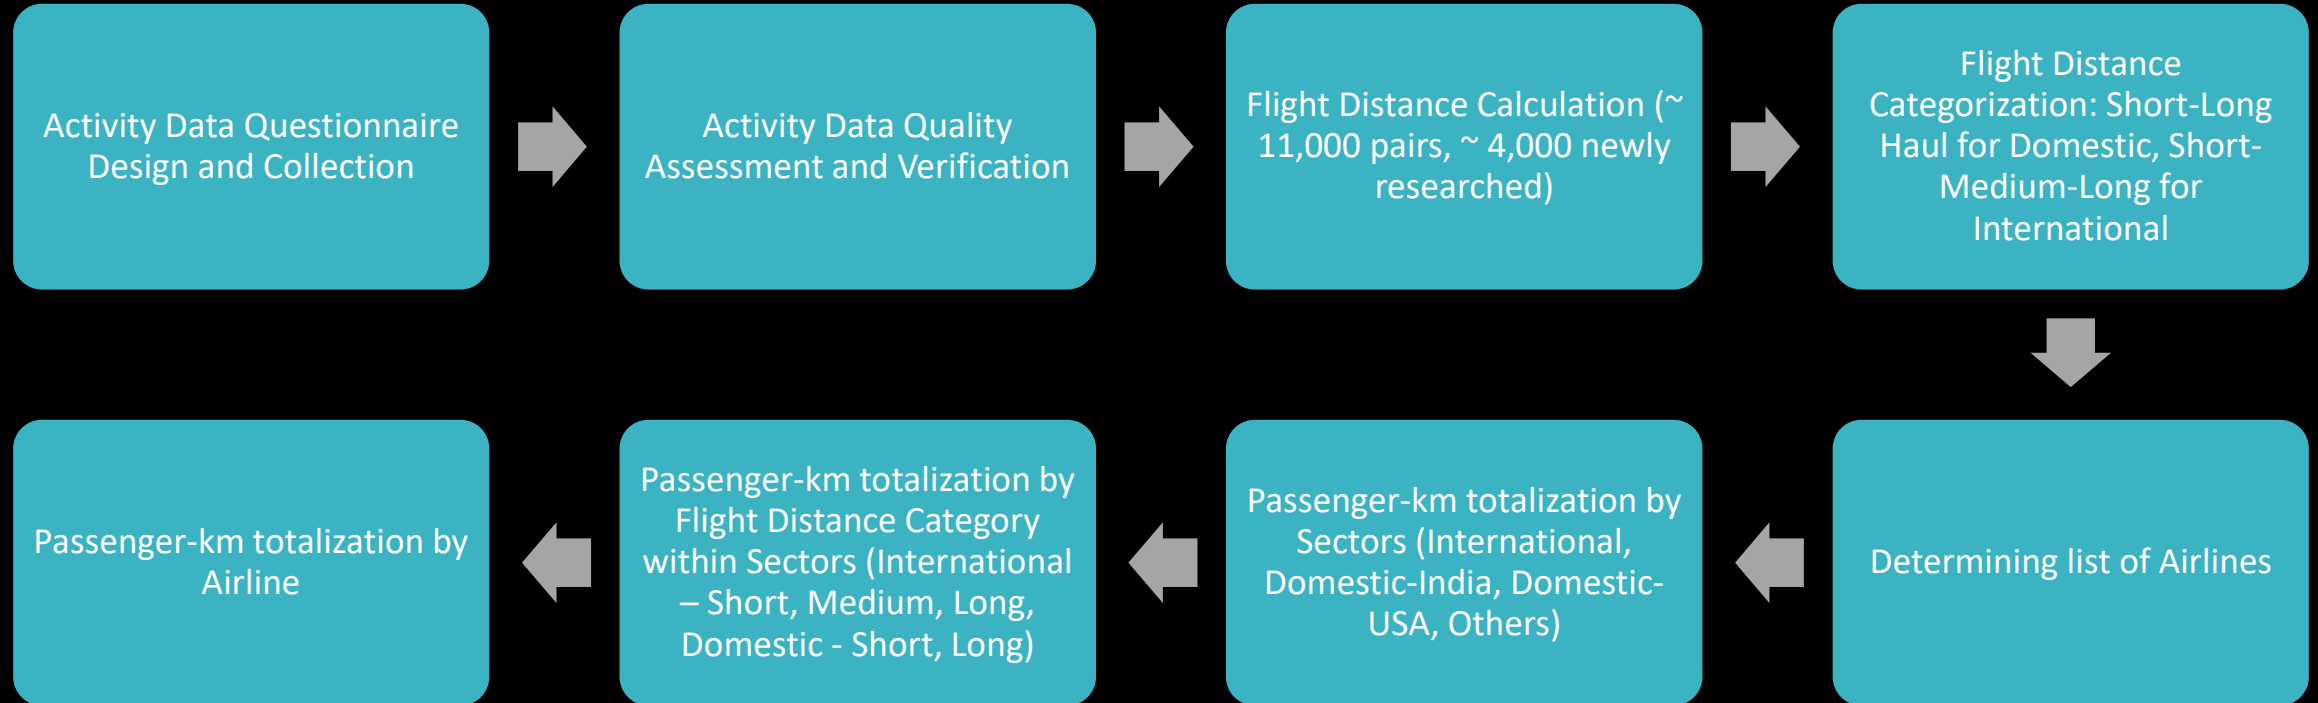 Activity Data Questionnaire
Design and Collection
Activity Data Quality
Assessment and Verification
Flight Distance Calculation (~
11,000 pairs, ~ 4,000 newly
researched)
Flight Distance
Categorization: Short-Long
Haul for Domestic, Short-
Medium-Long for
International
Determining list of Airlines
Passenger-km totalization by
Sectors (International,
Domestic-India, Domestic-
USA, Others)
Passenger-km totalization by
Flight Distance Category
within Sectors (International
– Short, Medium, Long,
Domestic - Short, Long)
Passenger-km totalization by
Airline